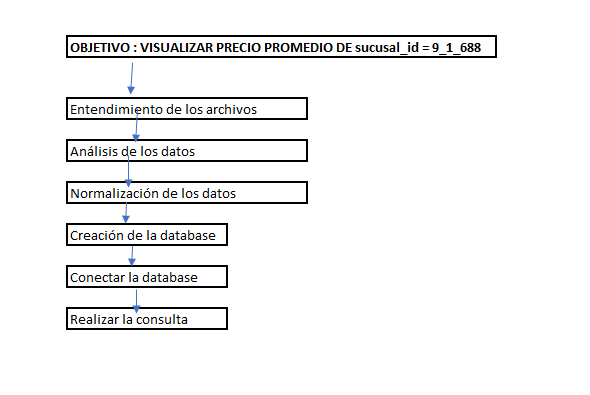 OBJETIVO : VISUALIZAR PRECIO PROMEDIO DE sucusal_id = 9_1_688
Entendimiento de los archivos
Análisis de los datos
Normalización de los datos
Creación de la database
Conectar la database
Realizar la consulta